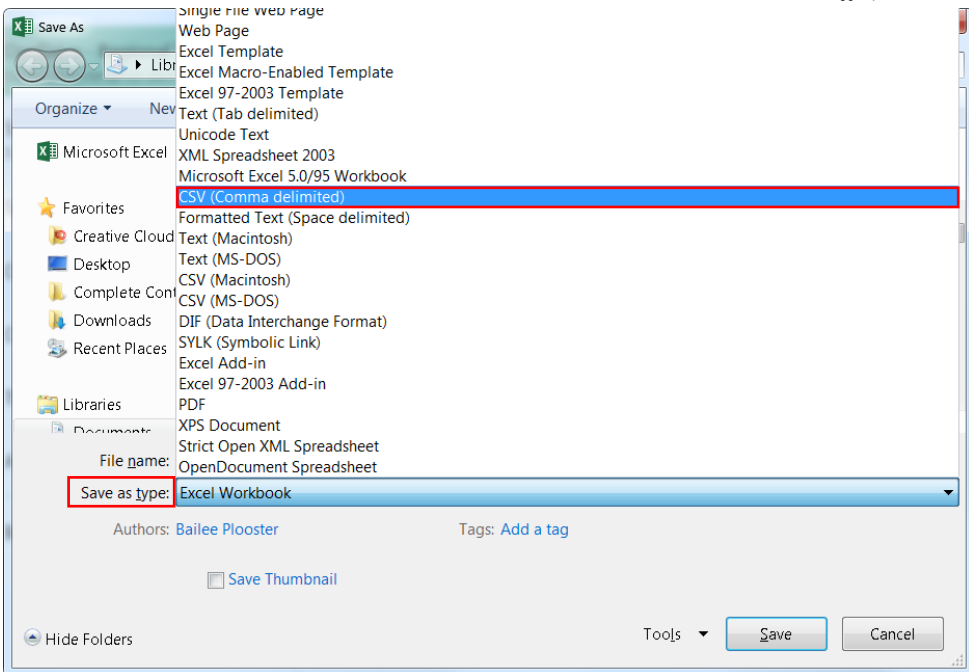 Save As
Single File Web Page
Web Page
Excel Template
Libr
Excel Macro-Enabled Template
Excel 97-2003 Template
Organize
New
Text (Tab delimited)
Unicode Text
Microsoft Excel
XML Spreadsheet 2003
Microsoft Excel 5.0/95 Workbook
CSV (Comma delimited)
Favorites
Formatted Text (Space delimited)
Creative Cloud
Text (Macintosh)
Desktop
Text (MS-DOS)
CSV (Macintosh)
Complete Cont
CSV (MS-DOS)
Downloads
DIF (Data Interchange Format)
Recent Places
SYLK (Symbolic Link)
Excel Add-in
Excel 97-2003 Add-in
Libraries
PDF
Documents
XPS Document
Strict Open XML Spreadsheet
File name:
OpenDocument Spreadsheet
Save as type: Excel Workbook
Authors: Bailee Plooster
Tags: Add a tag
Save Thumbnail
Hide Folders
Tools
Save
Cancel